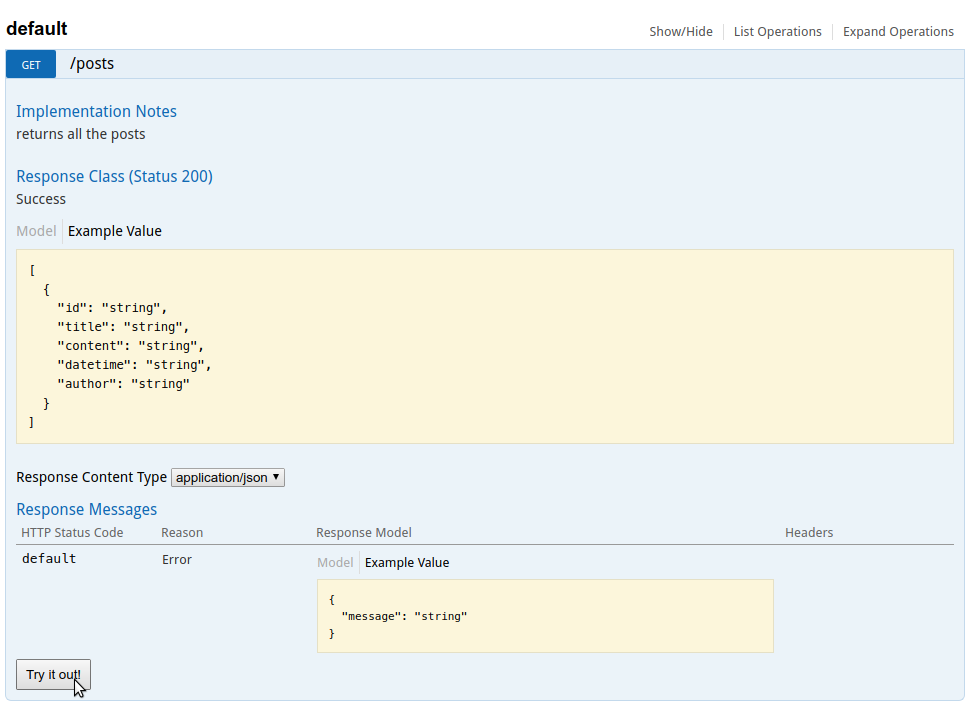 default
Show/Hide List Operations Expand Operations
GET /posts
Implementation Notes
returns all the posts
Response Class (Status 200)
Success
Model Example Value
[
{
"id": "string",
"title": "string",
"content": "string",
"datetime": "string",
"author": "string"
}
]
Response Content Type application/json
Response Messages
HTTP Status Code Reason Response Model Headers
default Error Model Example Value
{
"message": "string"
}
Try it out!